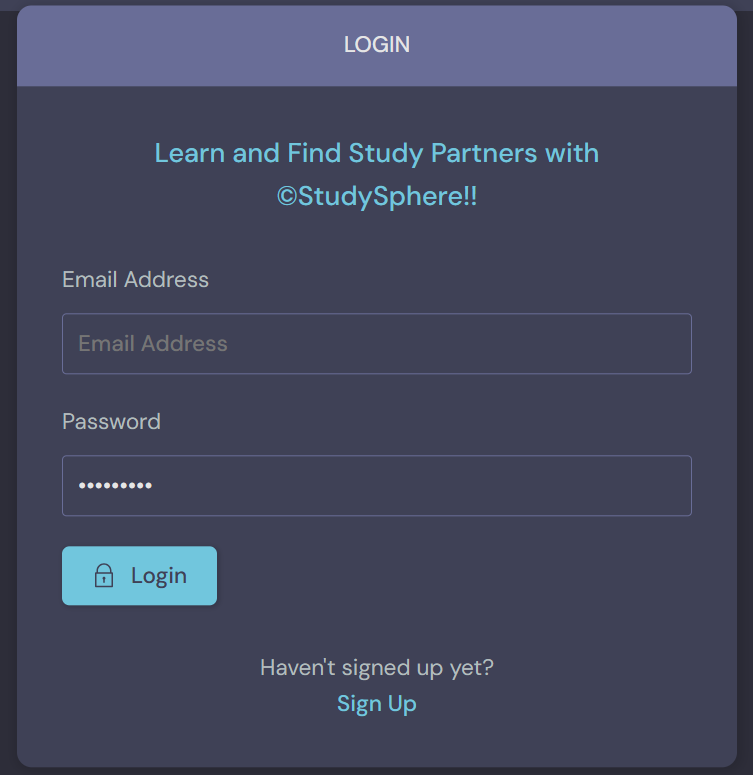 LOGIN
Learn and Find Study Partners with
©StudySphere!!
Email Address
Email Address
Password
•••••••••
Login
Haven't signed up yet?
Sign Up